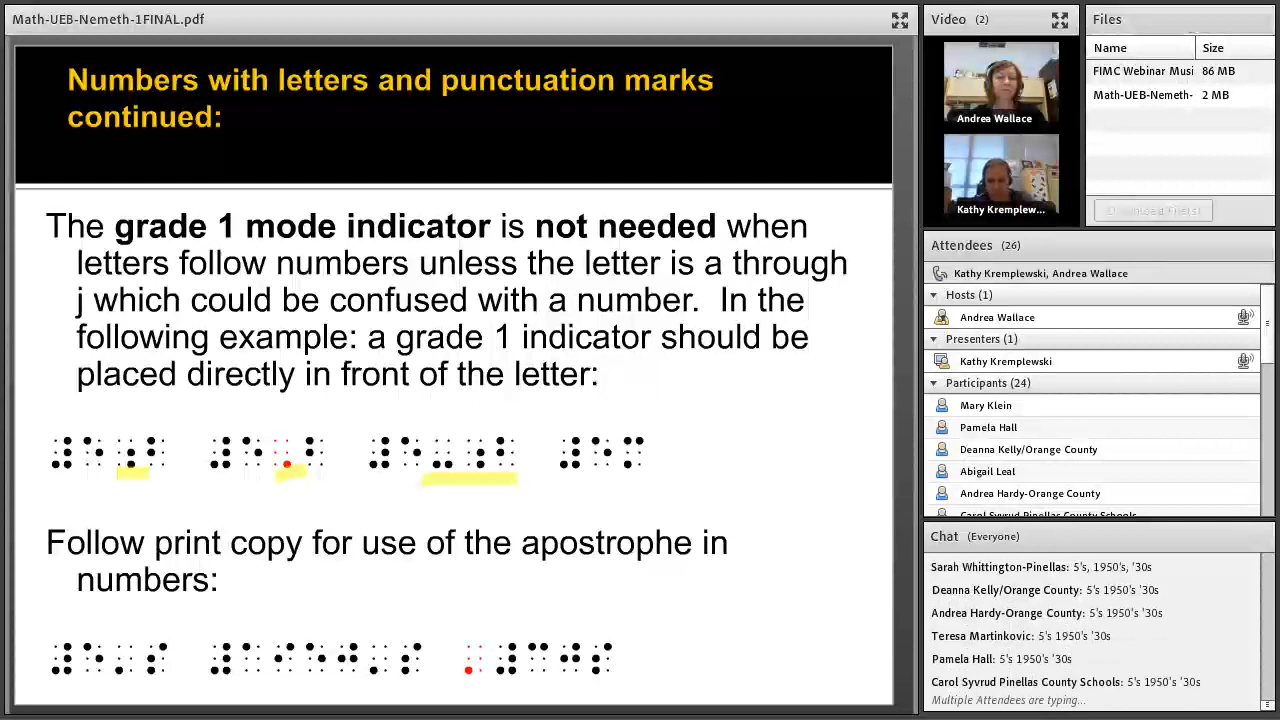 Math-UEB-Nemeth-1FINAL.pdf
Numbers with letters and punctuation marks
continued:
The grade 1 mode indicator is not needed when
letters follow numbers unless the letter is a through
j which could be confused with a number. In the
following example: a grade 1 indicator should be
placed directly in front of the letter:
Follow print copy for use of the apostrophe in
numbers:
Video (2)
Andrea Wallace
Kathy Kremplew...
Files
Name Size
FIMC Webinar Musi 86 MB
Math-UEB-Nemeth- 2 MB
Download File(s)
Attendees (26)
Kathy Kremplewski, Andrea Wallace
Hosts (1)
Andrea Wallace
Presenters (1)
Kathy Kremplewski
Participants (24)
Mary Klein
Pamela Hall
Deanna Kelly/Orange County
Abigail Leal
Andrea Hardy-Orange County
Carol Syvrud Pinellas County Schools
Chat (Everyone)
Sarah Whittington-Pinellas: 5's, 1950's, '30s
Deanna Kelly/Orange County: 5's 1950's '30s
Andrea Hardy-Orange County: 5's 1950's '30s
Teresa Martinkovic: 5's 1950's '30s
Pamela Hall: 5's 1950's '30s
Carol Syvrud Pinellas County Schools: 5's 1950's '30s
Multiple Attendees are typing...